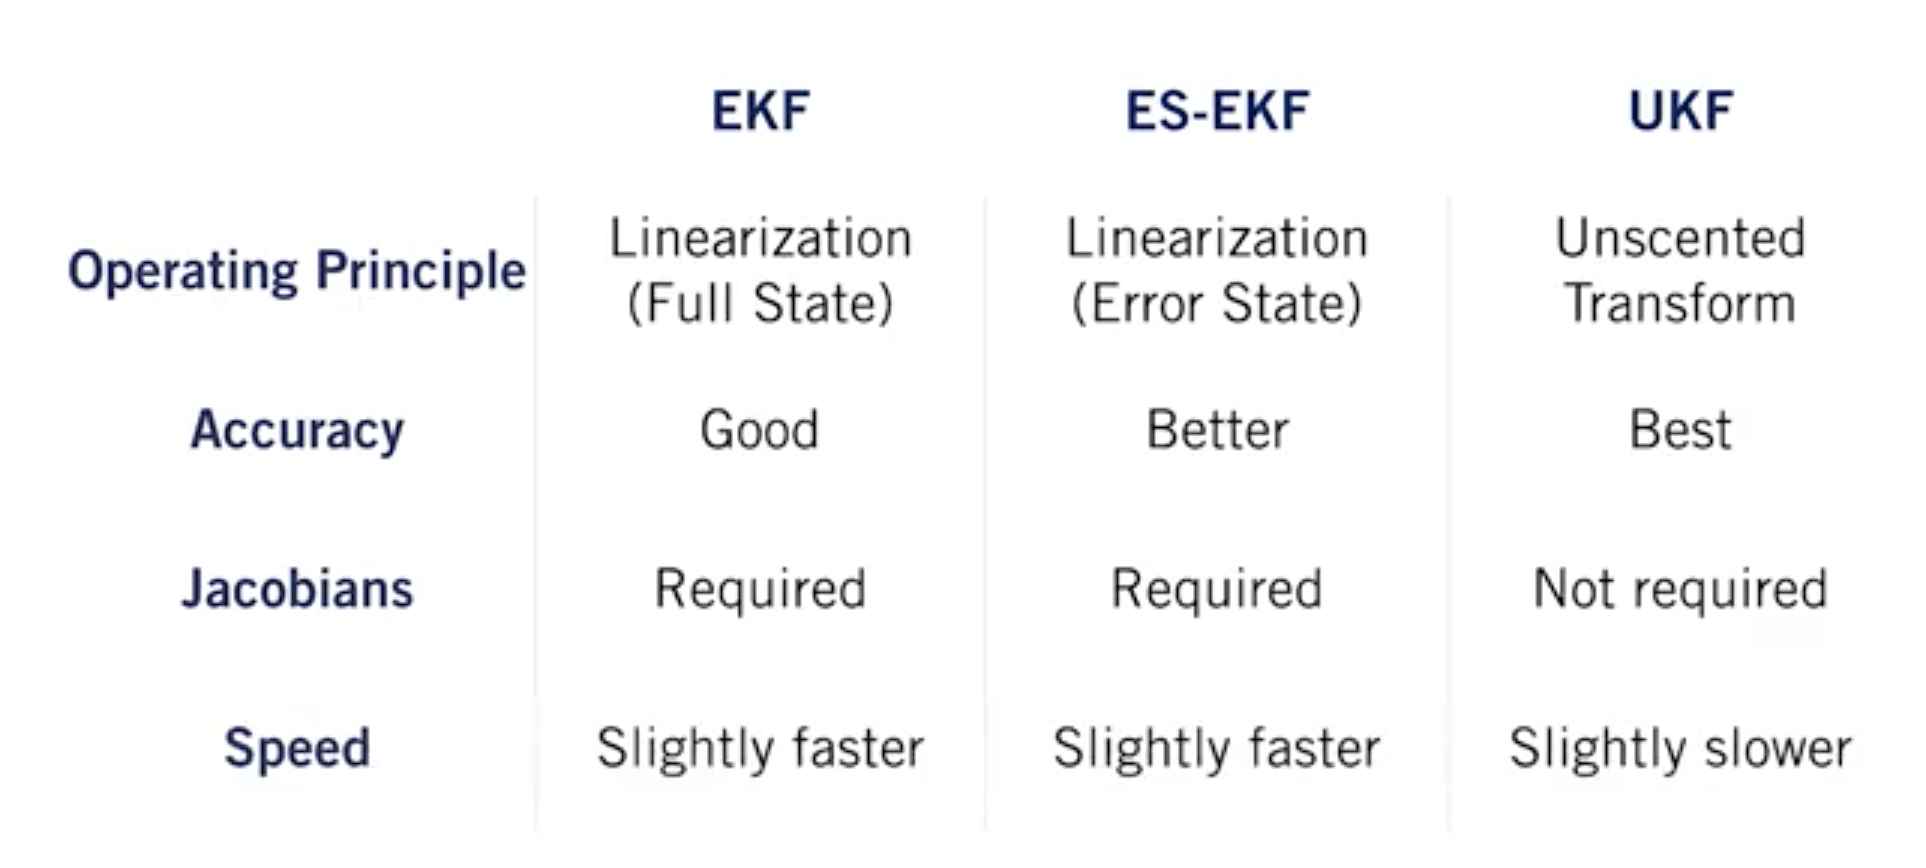 EKF ES-EKF UKF
Operating Principle Linearization (Full State) Linearization (Error State) Unscented Transform
Accuracy Good Better Best
Jacobians Required Required Not required
Speed Slightly faster Slightly faster Slightly slower